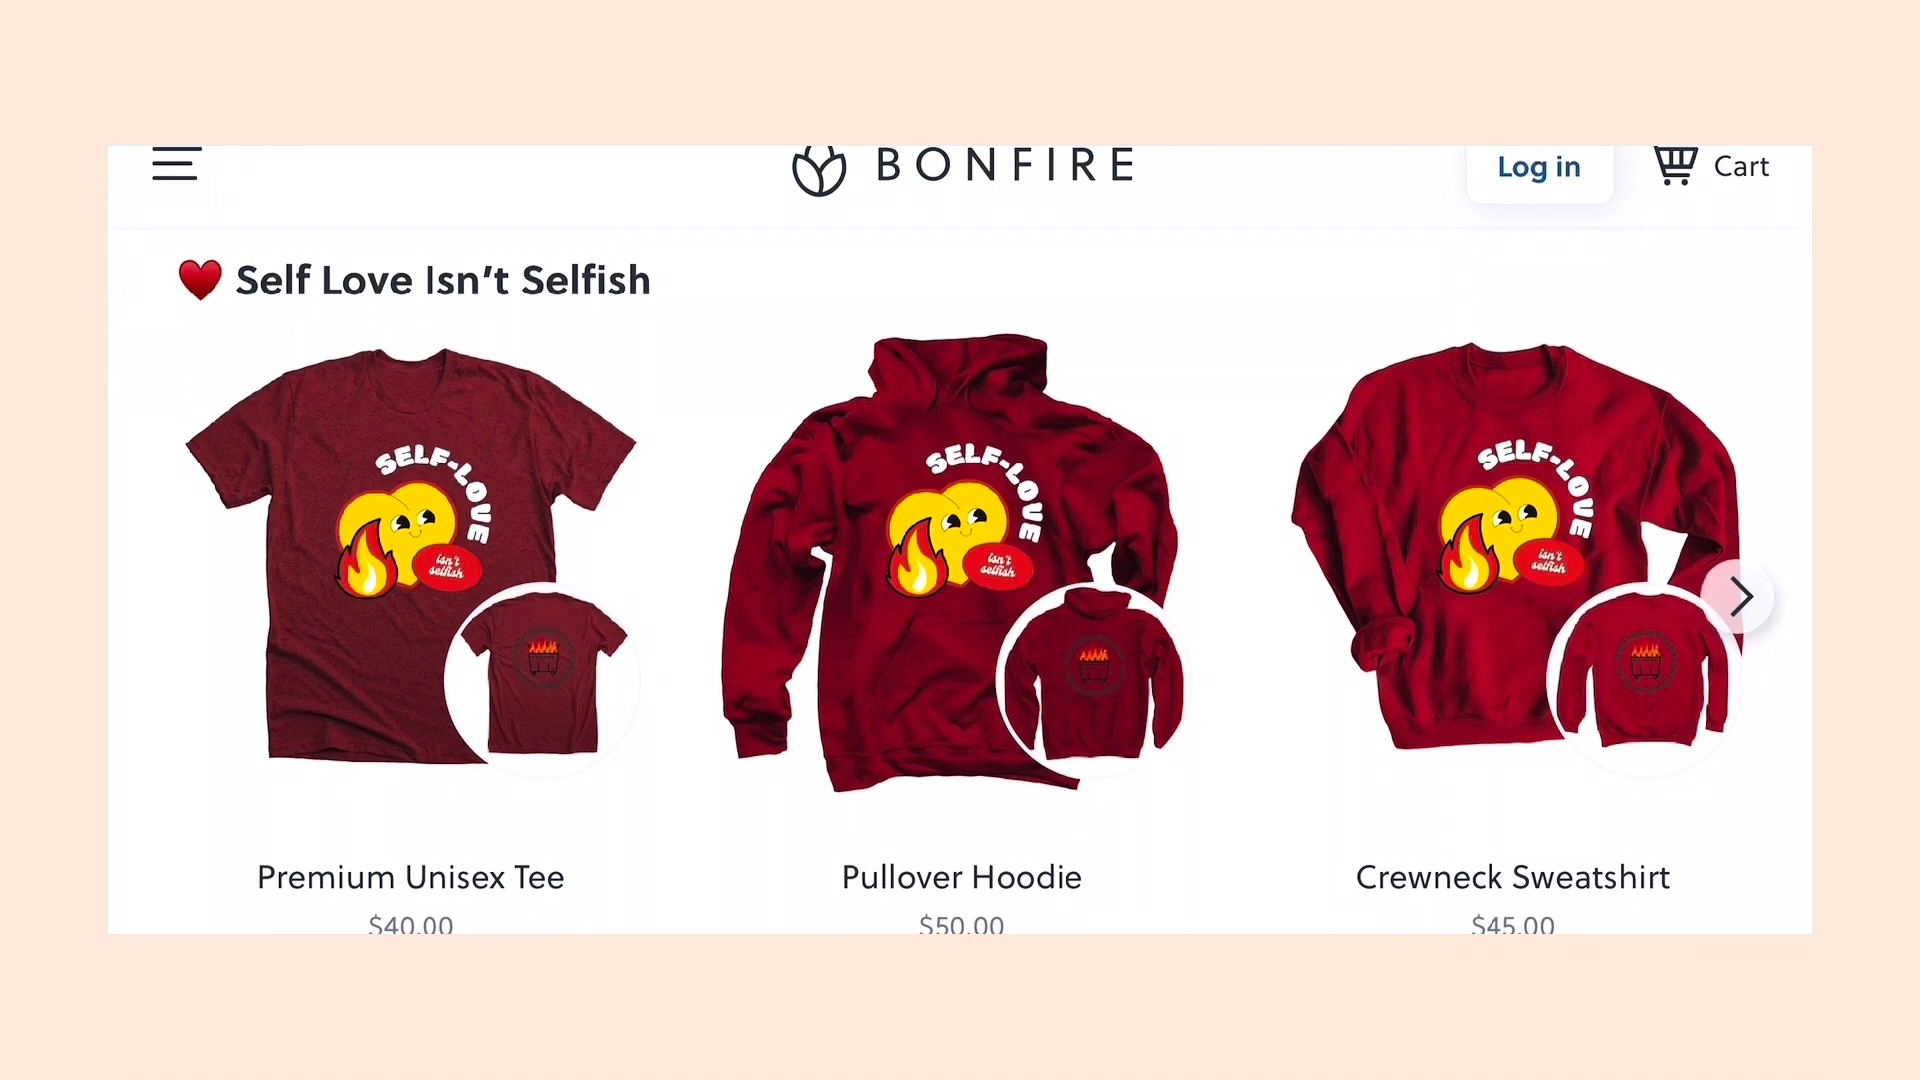 BONFIRE
Log in
Cart
❤️ Self Love Isn't Selfish
SELF-LOVE
isn't
selfish
SELF-LOVE
isn't
selfish
SELF-LOVE
isn't
selfish
Premium Unisex Tee
Pullover Hoodie
Crewneck Sweatshirt
$40.00
$50.00
$45.00